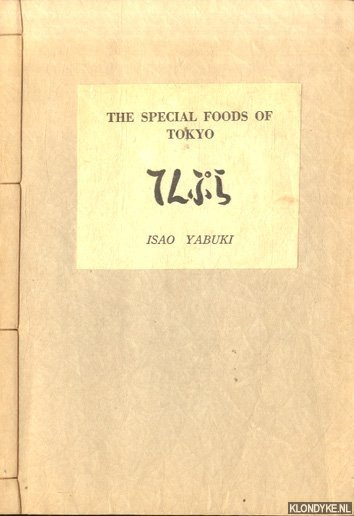 THE SPECIAL FOODS OF
TOKYO
てんぷら
ISAO YABUKI
KLONDYKE.NL